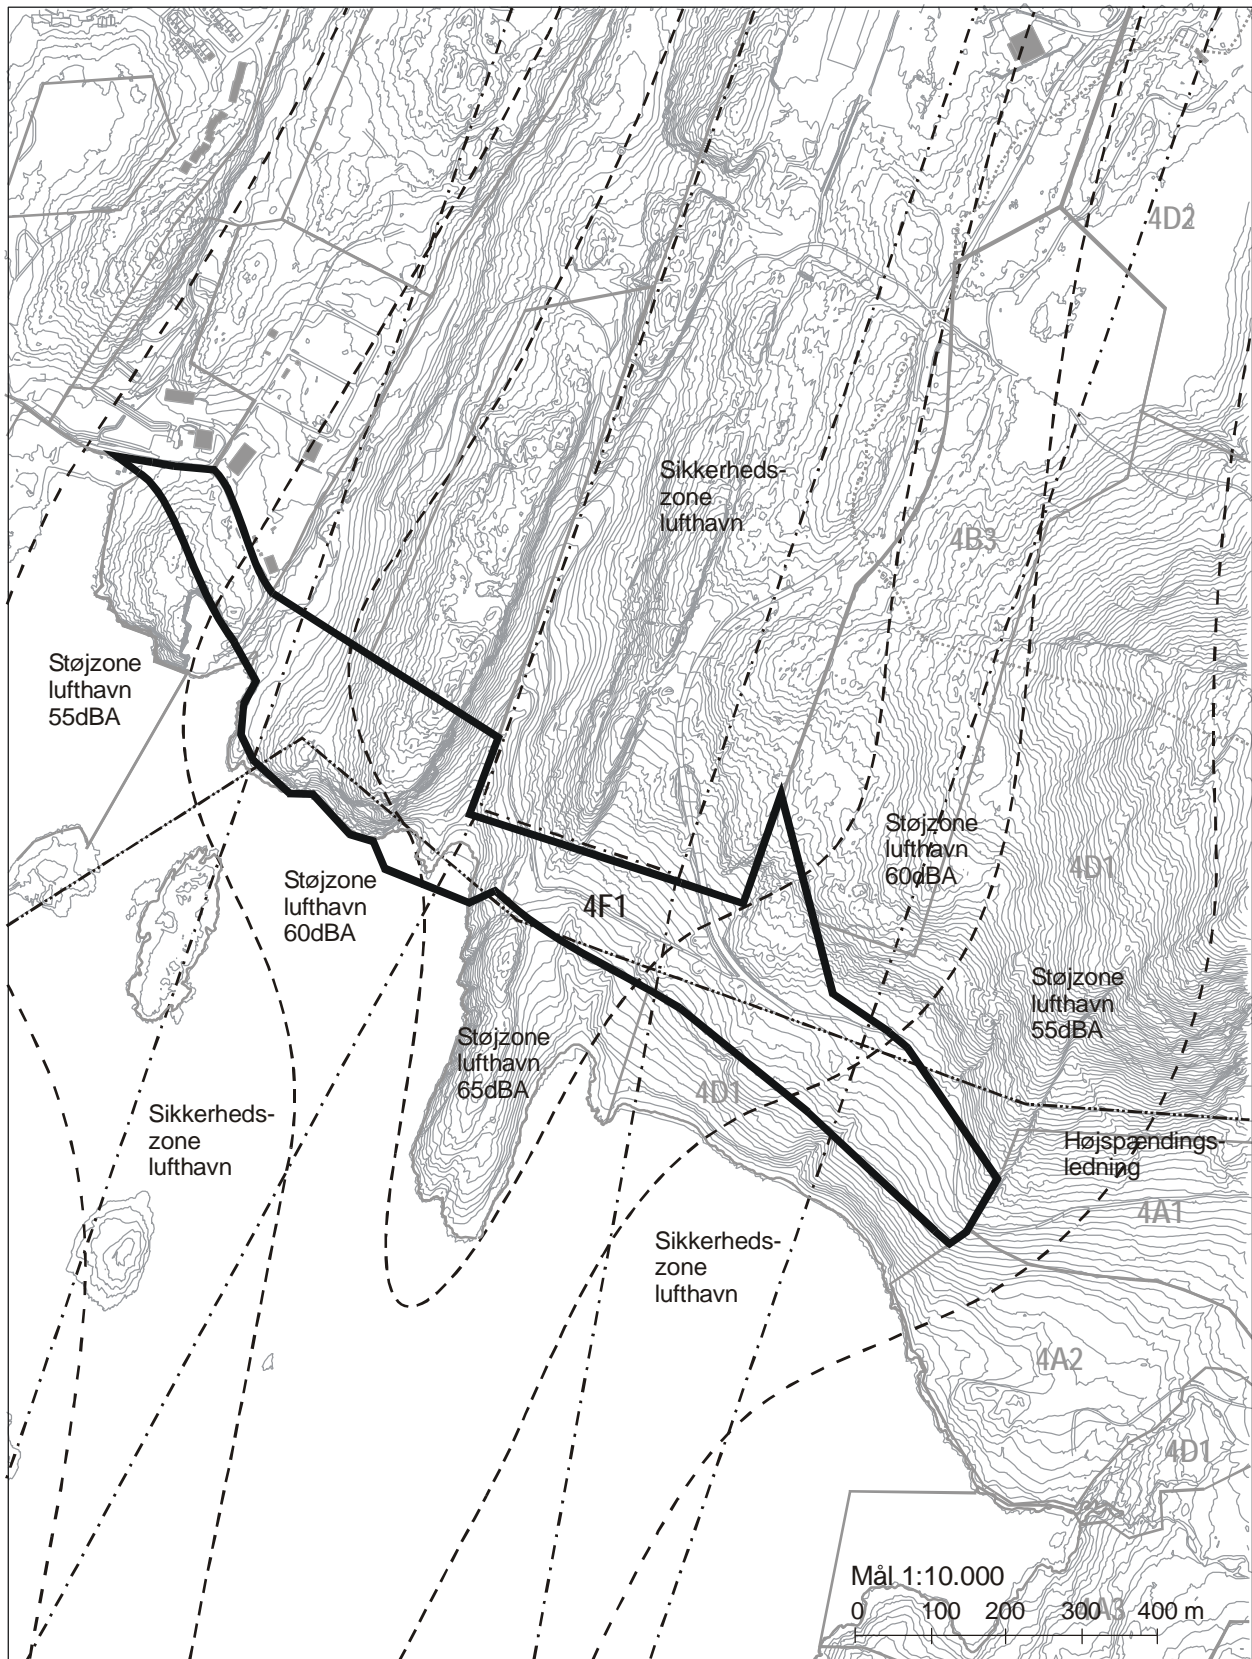 4D2
Sikkerheds-
zone
lufthavn
4B3
Støjzone
lufthavn
55dBA
Støjzone
lufthavn
60dBA
4D1
Støjzone
lufthavn
60dBA
4F1
Støjzone
lufthavn
55dBA
Støjzone
lufthavn
65dBA
4D1
Sikkerheds-
zone
lufthavn
Højspændings-
ledning
4A1
Sikkerheds-
zone
lufthavn
4A2
4D1
Mål 1:10.000
4A3
0 100 200 300 400 m